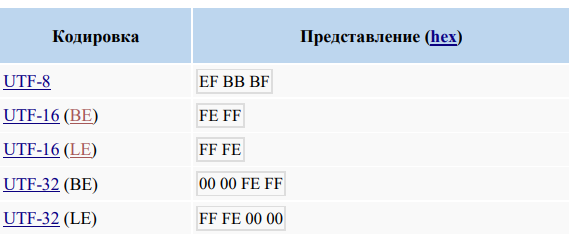 Кодировка Представление (hex)
UTF-8 EF BB BF
UTF-16 (BE) FE FF
UTF-16 (LE) FF FE
UTF-32 (BE) 00 00 FE FF
UTF-32 (LE) FF FE 00 00